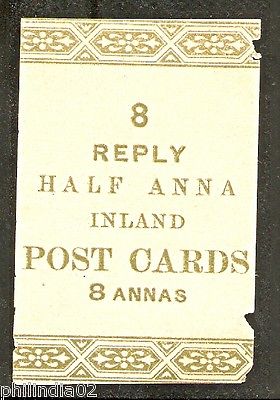 8
REPLY
HALF ANNA
INLAND
POST CARDS
8 ANNAS
philindia02